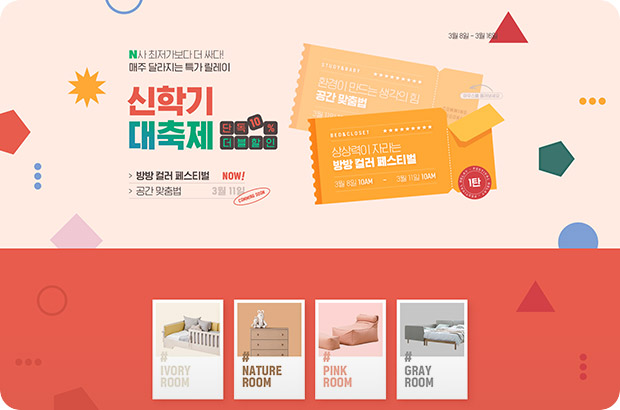 3월 8일 - 3월 18일
N사 최저가보다 더 싸다!
매주 달라지는 특가 릴레이
신학기
대축제
단독 10%
더블할인
> 방방 컬러 페스티벌 NOW!
> 공간 맞춤법 3월 11일
COMING SOON
STUDY&SET
환경이 만드는 생각의 힘
공간 맞춤법
BED&CLOSET
상상력이 자라는
방방 컬러 페스티벌
3월 8일 10AM - 3월 11일 10AM
1탄
# IVORY ROOM
# NATURE ROOM
# PINK ROOM
# GRAY ROOM